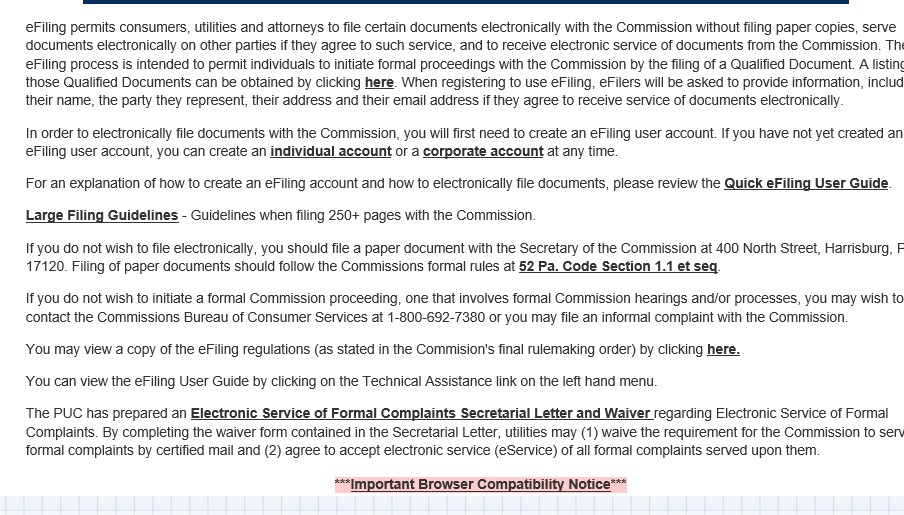 eFiling permits consumers, utilities and attorneys to file certain documents electronically with the Commission without filing paper copies, serve
documents electronically on other parties if they agree to such service, and to receive electronic service of documents from the Commission. The
eFiling process is intended to permit individuals to initiate formal proceedings with the Commission by the filing of a Qualified Document. A listing
those Qualified Documents can be obtained by clicking here. When registering to use eFiling, eFilers will be asked to provide information, includ
their name, the party they represent, their address and their email address if they agree to receive service of documents electronically.
In order to electronically file documents with the Commission, you will first need to create an eFiling user account. If you have not yet created an
eFiling user account, you can create an individual account or a corporate account at any time.
For an explanation of how to create an eFiling account and how to electronically file documents, please review the Quick eFiling User Guide.
Large Filing Guidelines - Guidelines when filing 250+ pages with the Commission.
If you do not wish to file electronically, you should file a paper document with the Secretary of the Commission at 400 North Street, Harrisburg, P
17120. Filing of paper documents should follow the Commissions formal rules at 52 Pa. Code Section 1.1 et seq.
If you do not wish to initiate a formal Commission proceeding, one that involves formal Commission hearings and/or processes, you may wish to
contact the Commissions Bureau of Consumer Services at 1-800-692-7380 or you may file an informal complaint with the Commission.
You may view a copy of the eFiling regulations (as stated in the Commision's final rulemaking order) by clicking here.
You can view the eFiling User Guide by clicking on the Technical Assistance link on the left hand menu.
The PUC has prepared an Electronic Service of Formal Complaints Secretarial Letter and Waiver regarding Electronic Service of Formal
Complaints. By completing the waiver form contained in the Secretarial Letter, utilities may (1) waive the requirement for the Commission to serv
formal complaints by certified mail and (2) agree to accept electronic service (eService) of all formal complaints served upon them.
***Important Browser Compatibility Notice***